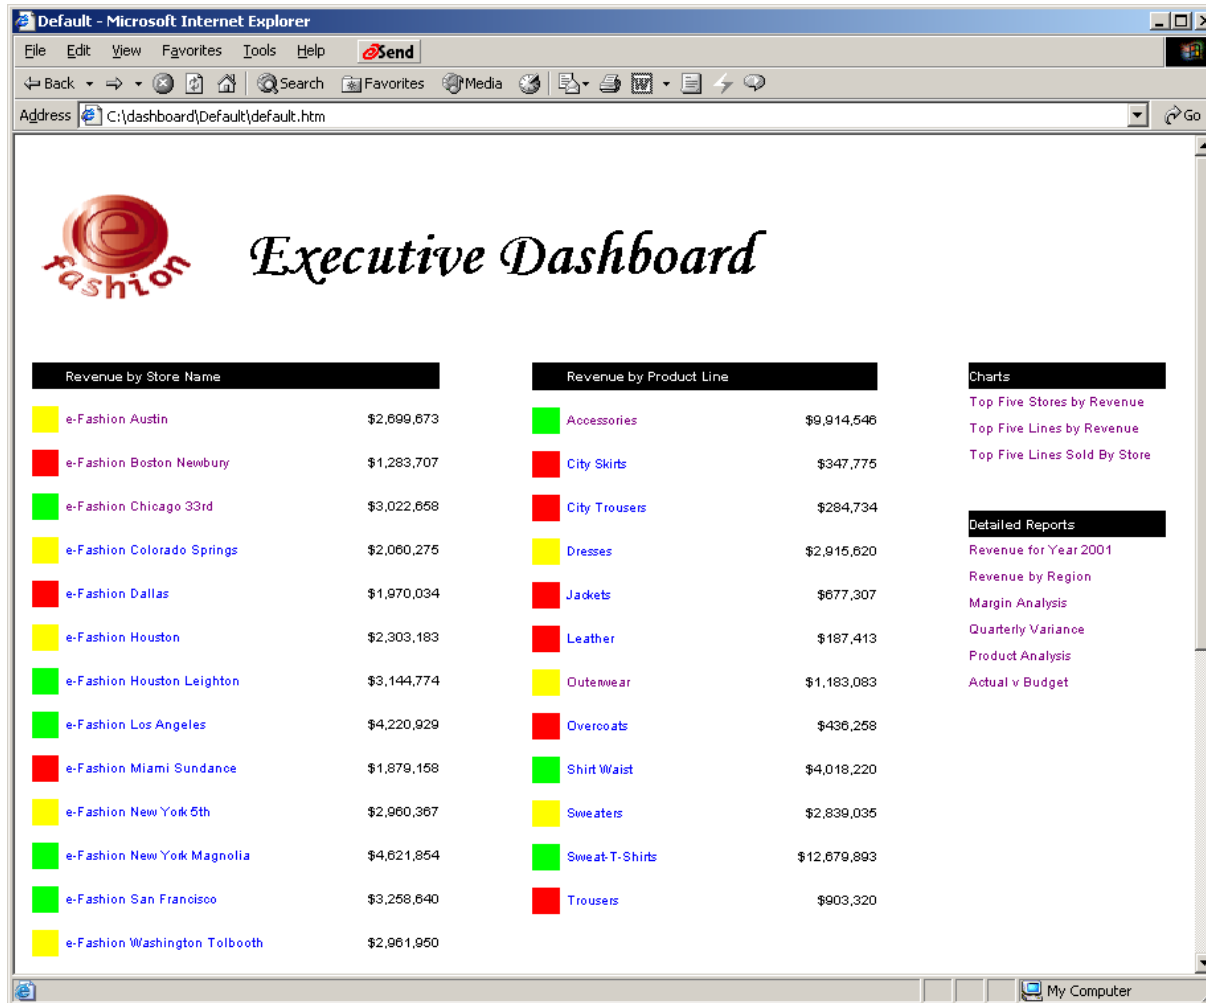 Default - Microsoft Internet Explorer
File Edit View Favorites Tools Help Send
Back Search Favorites Media
Address C:\dashboard\Default\default.htm Go
e
fashion
Executive Dashboard
Revenue by Store Name
e-Fashion Austin $2,699,673
e-Fashion Boston Newbury $1,283,707
e-Fashion Chicago 33rd $3,022,658
e-Fashion Colorado Springs $2,060,275
e-Fashion Dallas $1,970,034
e-Fashion Houston $2,303,183
e-Fashion Houston Leighton $3,144,774
e-Fashion Los Angeles $4,220,929
e-Fashion Miami Sundance $1,879,158
e-Fashion New York 5th $2,960,367
e-Fashion New York Magnolia $4,621,854
e-Fashion San Francisco $3,258,640
e-Fashion Washington Tolbooth $2,961,950
Revenue by Product Line
Accessories $9,914,546
City Skirts $347,775
City Trousers $284,734
Dresses $2,915,620
Jackets $677,307
Leather $187,413
Outerwear $1,183,083
Overcoats $436,258
Shirt Waist $4,018,220
Sweaters $2,839,035
Sweat-T-Shirts $12,679,893
Trousers $903,320
Charts
Top Five Stores by Revenue
Top Five Lines by Revenue
Top Five Lines Sold By Store
Detailed Reports
Revenue for Year 2001
Revenue by Region
Margin Analysis
Quarterly Variance
Product Analysis
Actual v Budget
My Computer